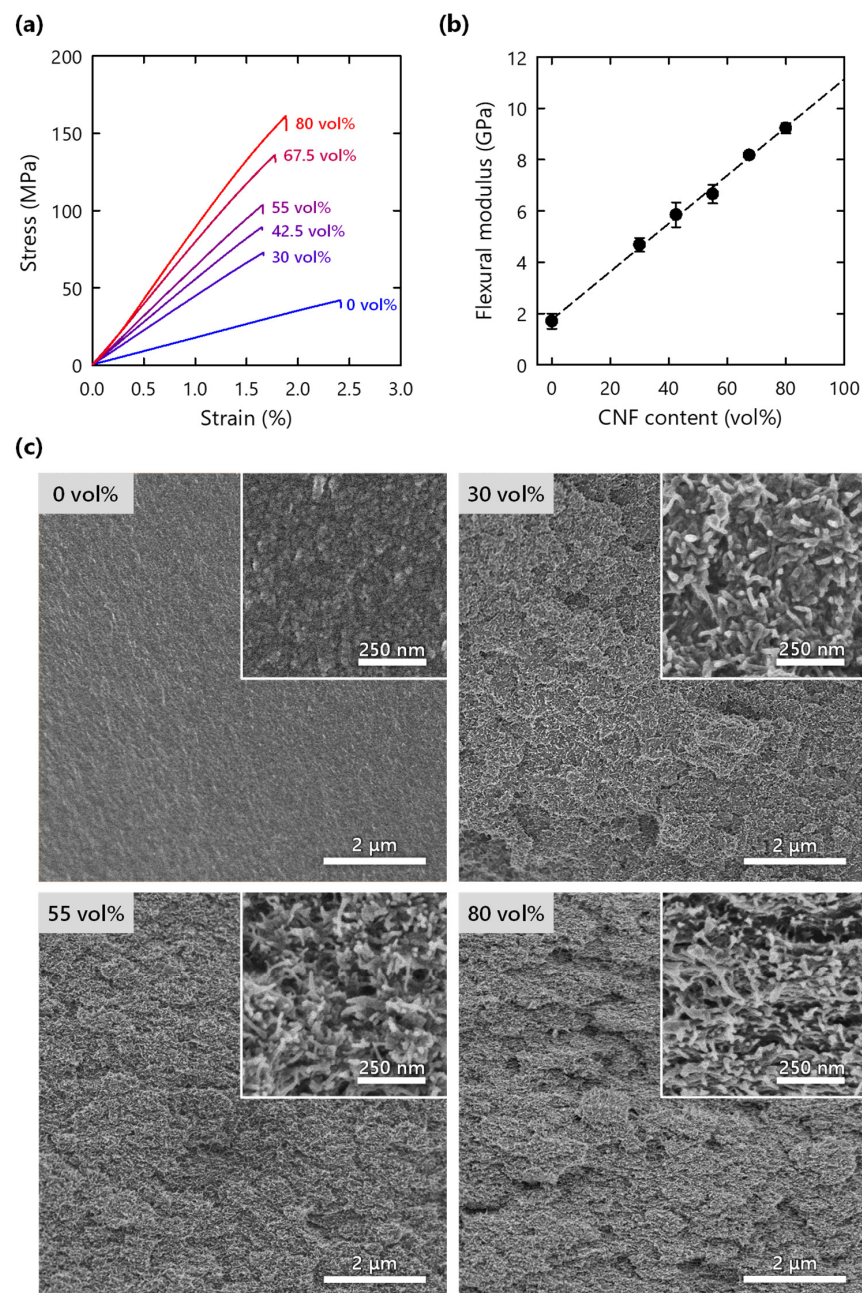 (a)
200
150
100
50
0
Stress (MPa)
80 vol%
67.5 vol%
55 vol%
42.5 vol%
30 vol%
0 vol%
0.0 0.5 1.0 1.5 2.0 2.5 3.0
Strain (%)
(b)
12
10
8
6
4
2
0
Flexural modulus (GPa)
0 20 40 60 80 100
CNF content (vol%)
(c)
0 vol%
250 nm
2 μm
30 vol%
250 nm
2 μm
55 vol%
250 nm
2 μm
80 vol%
250 nm
2 μm